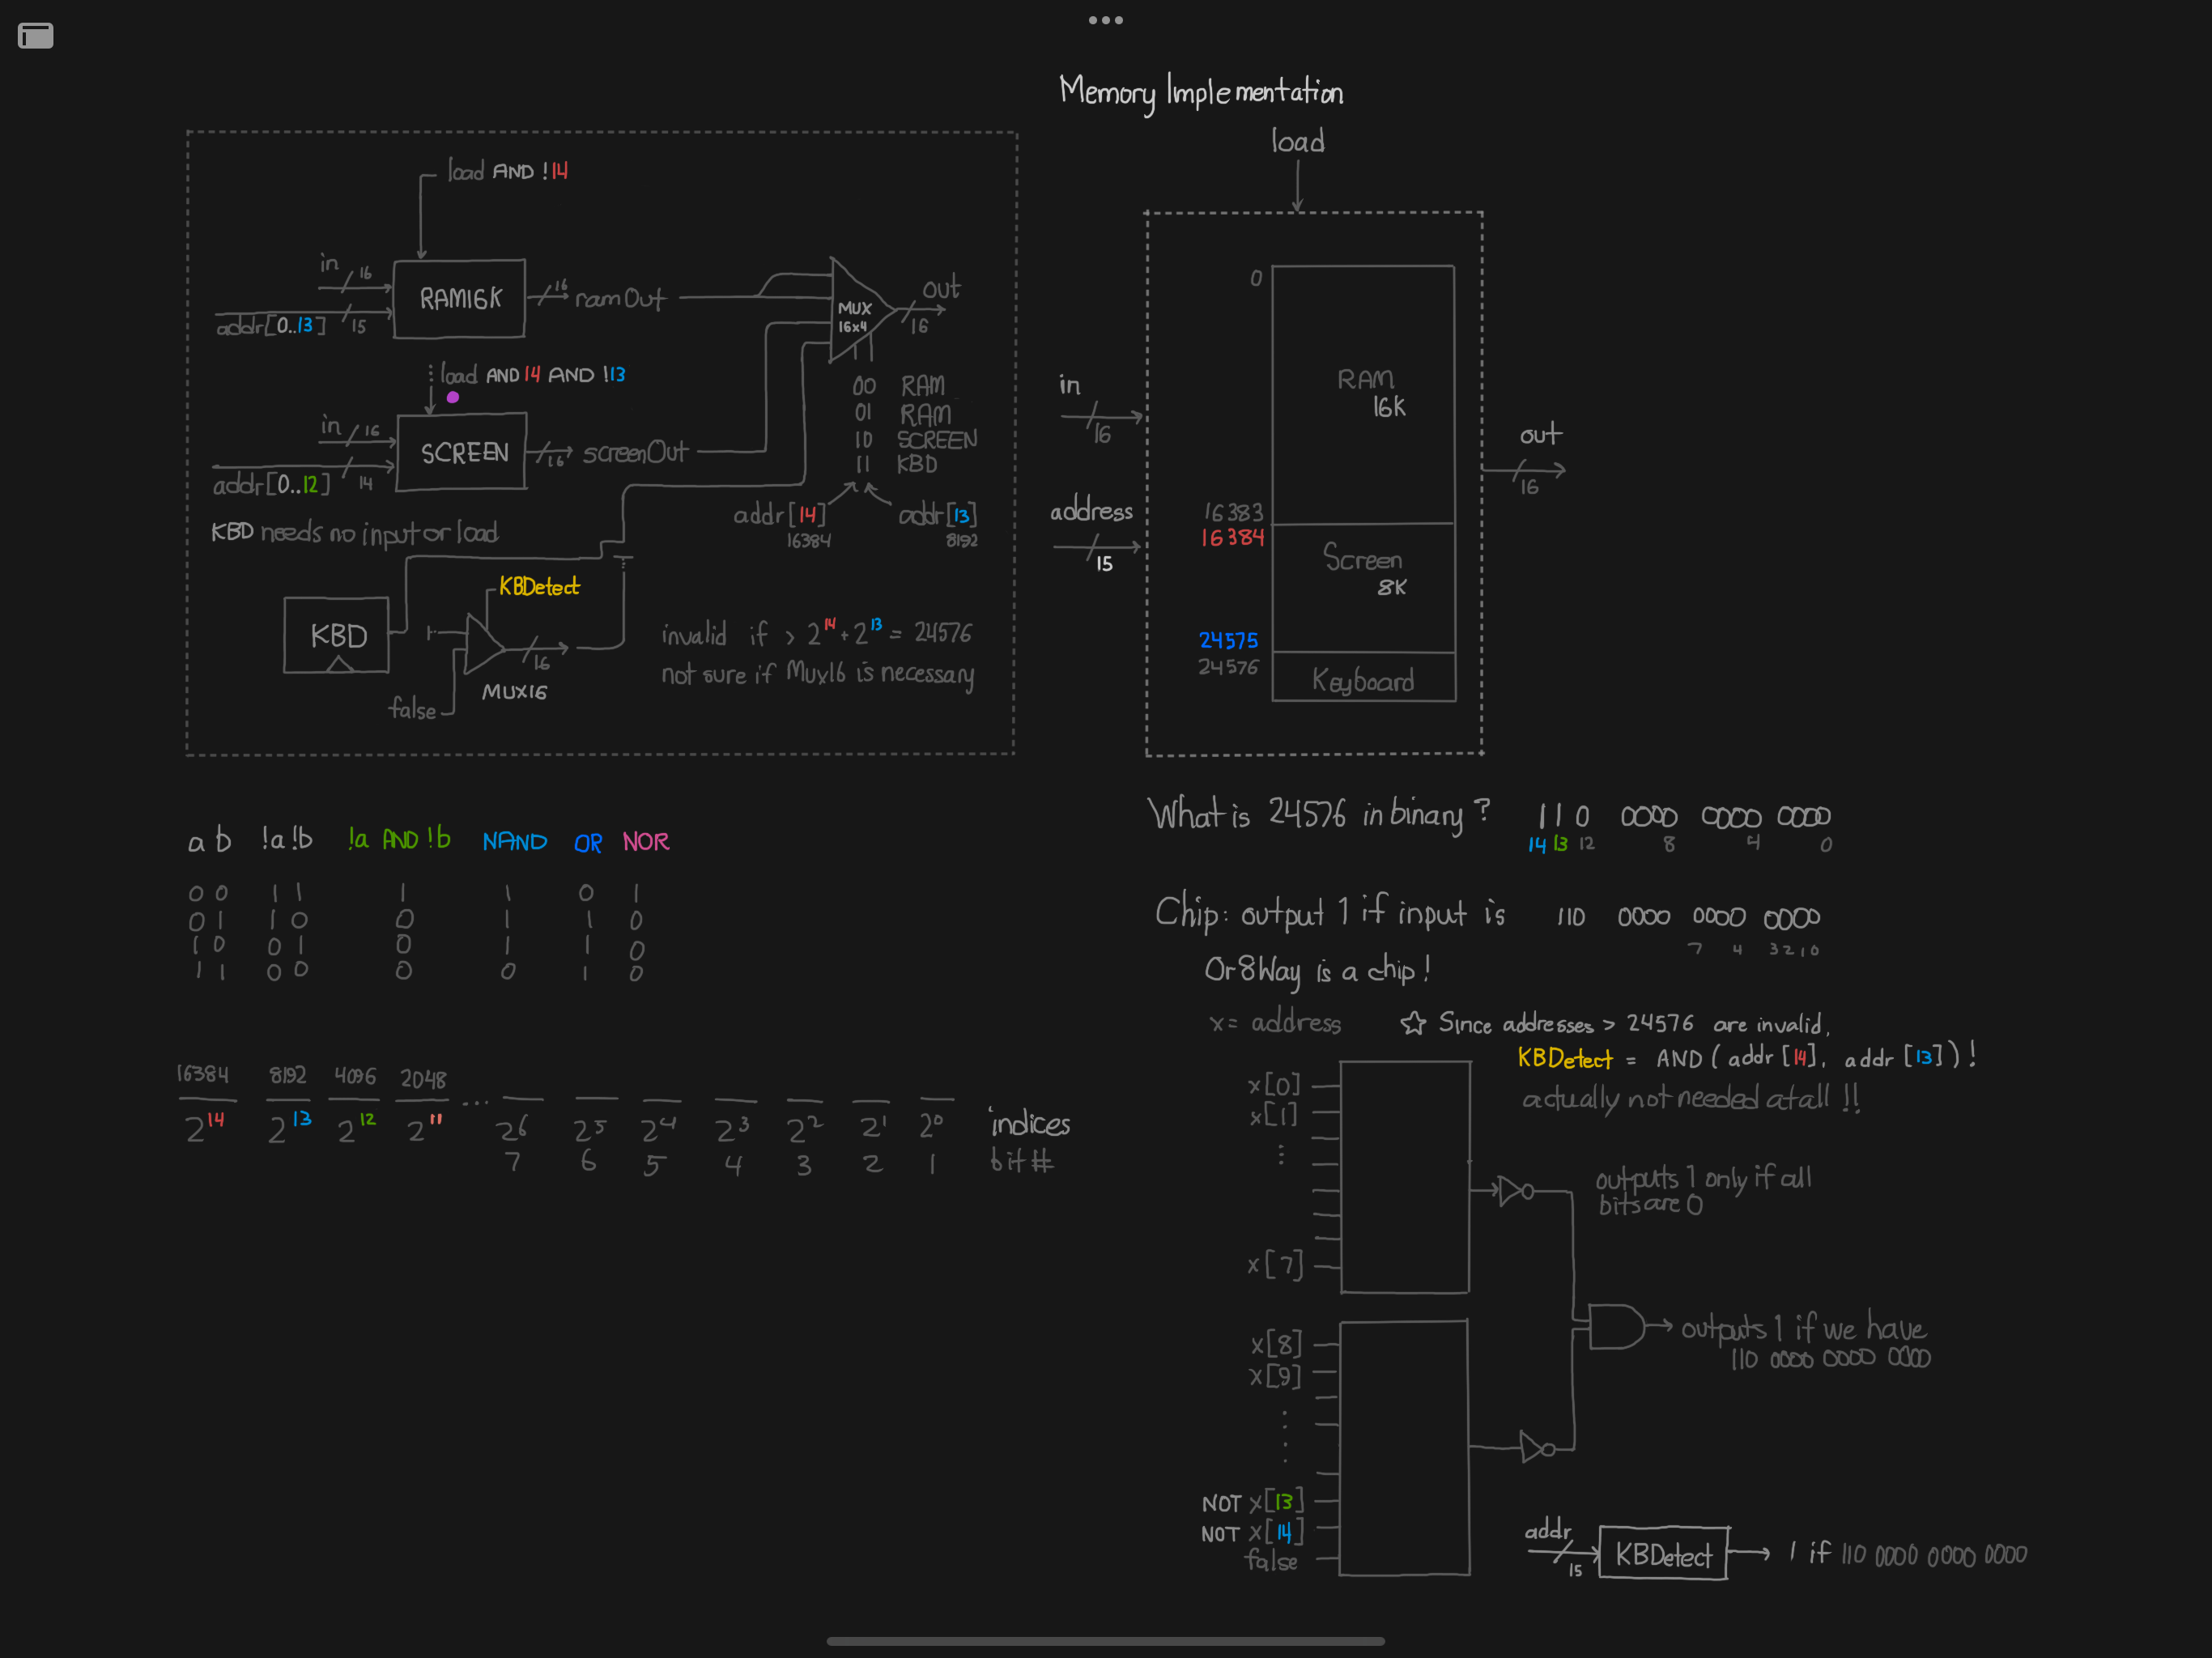 Memory Implementation
load AND !14
in 16
RAM16K
16 ramOut
addr[0..13] 15
MUX
16x4
out
16
load AND 14 AND !13
00 RAM
01 RAM
10 SCREEN
11 KBD
in 16
SCREEN
16 screenOut
addr[0..12] 14
addr[14]
16384
addr[13]
8192
KBD needs no input or load
KBDetect
KBD
16
MUX16
false
invalid if > 2^14 + 2^13 = 24576
not sure if Mux16 is necessary
load
0
in
16
RAM
16K
out
16
address
15
16383
16384
Screen
8K
24575
24576
Keyboard
a b !a !b !a AND !b NAND OR NOR
0 0 1 1 1 1 0 1
0 1 1 0 0 1 1 0
1 0 0 1 0 1 1 0
1 1 0 0 0 0 1 0
16384 8192 4096 2048
2^14 2^13 2^12 2^11 ... 2^6 2^5 2^4 2^3 2^2 2^1 2^0 indices
7 6 5 4 3 2 1 bit #
What is 24576 in binary? 110 0000 0000 0000
14 13 12 8 4 0
Chip: output 1 if input is 110 0000 0000 0000
7 4 3 2 1 0
Or8Way is a chip!
x = address
☆ Since addresses > 24576 are invalid,
KBDetect = AND(addr[14], addr[13])!
actually not needed at all!!
x[0]
x[1]
⋮
x[7]
outputs 1 only if all
bits are 0
x[8]
x[9]
outputs 1 if we have
110 0000 0000 0000
NOT x[13]
NOT x[14]
false
addr
15
KBDetect
1 if 110 0000 0000 0000